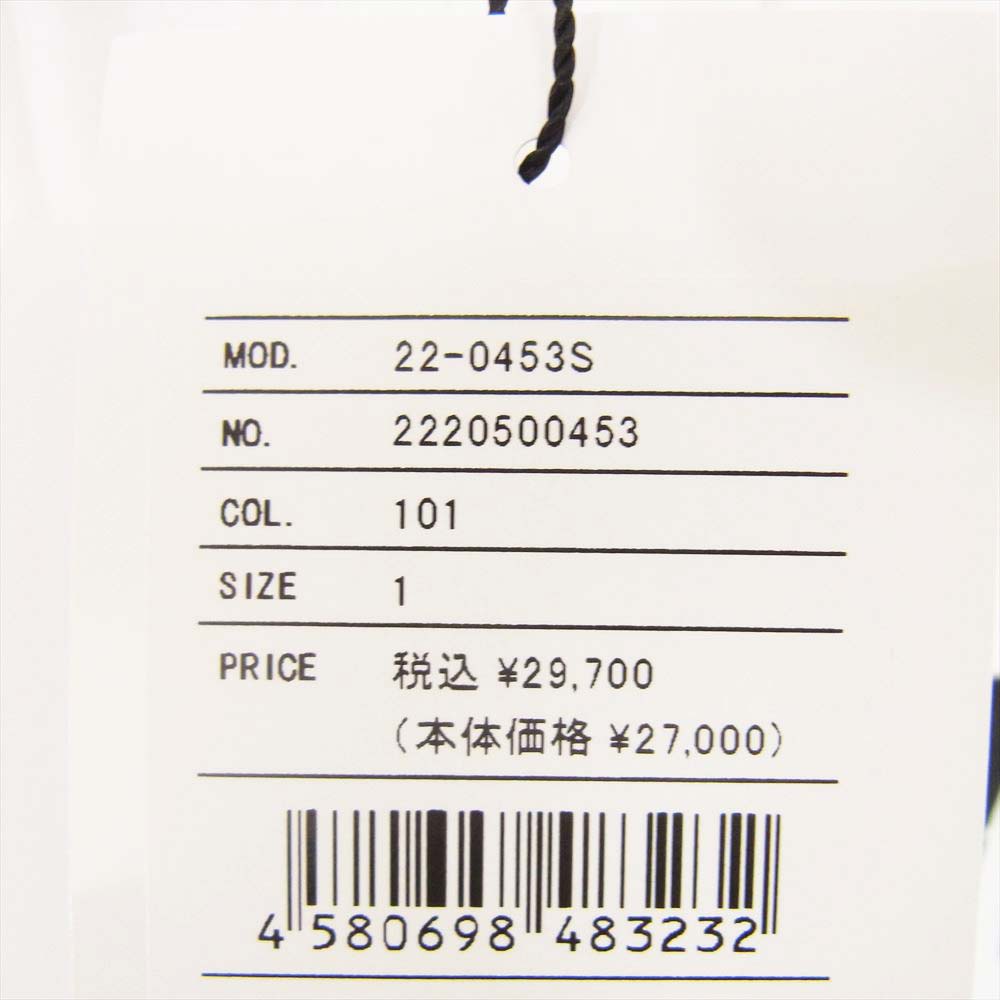 MOD. 22-0453S
NO. 2220500453
COL. 101
SIZE 1
PRICE 税込 ¥29,700
(本体価格 ¥27,000)
4 580698 483232